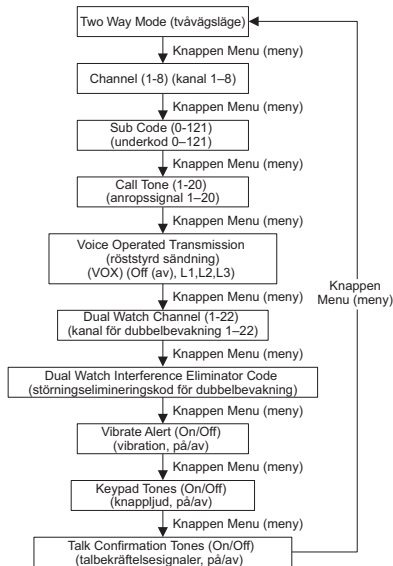 Two Way Mode (tvåvägsläge)
Knappen Menu (meny)
Channel (1-8) (kanal 1–8)
Knappen Menu (meny)
Sub Code (0-121)
(underkod 0–121)
Knappen Menu (meny)
Call Tone (1-20)
(anropssignal 1–20)
Knappen Menu (meny)
Voice Operated Transmission
(röststyrd sändning)
(VOX) (Off (av), L1,L2,L3)
Knappen Menu (meny)
Dual Watch Channel (1-22)
(kanal för dubbelbevakning 1–22)
Knappen Menu (meny)
Dual Watch Interference Eliminator Code
(störningselimineringskod för dubbelbevakning)
Knappen Menu (meny)
Vibrate Alert (On/Off)
(vibration, på/av)
Knappen Menu (meny)
Keypad Tones (On/Off)
(knappljud, på/av)
Knappen Menu (meny)
Talk Confirmation Tones (On/Off)
(talbekräftelsesignaler, på/av)
Knappen
Menu (meny)